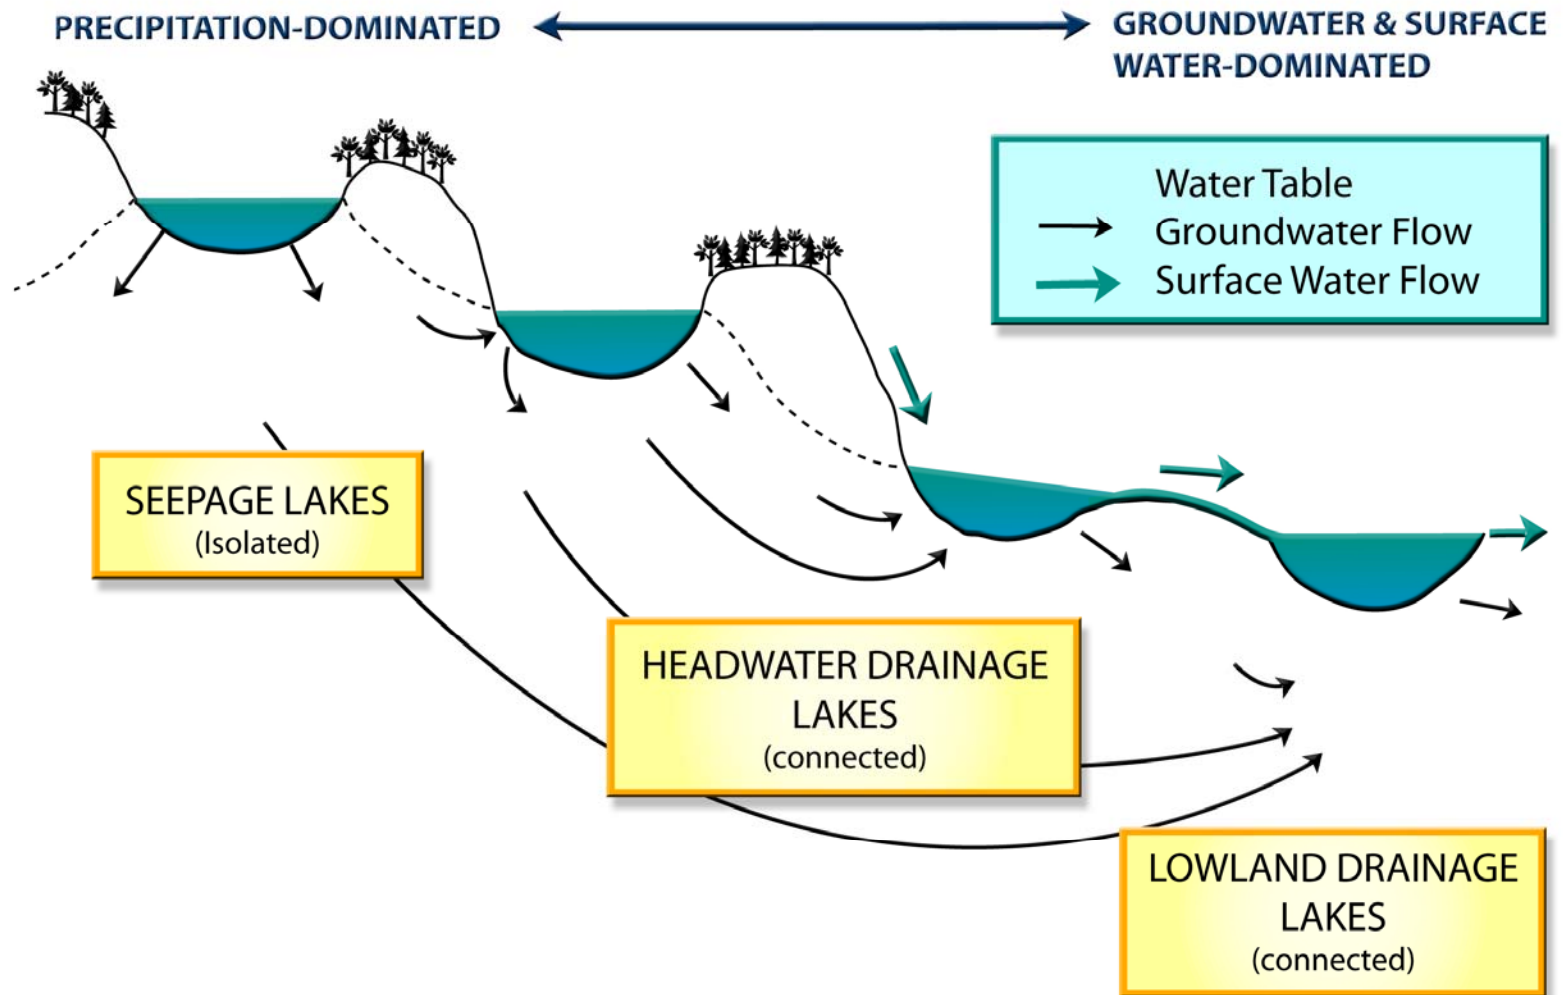 PRECIPITATION-DOMINATED
GROUNDWATER & SURFACE
WATER-DOMINATED
Water Table
Groundwater Flow
Surface Water Flow
SEEPAGE LAKES
(Isolated)
HEADWATER DRAINAGE
LAKES
(connected)
LOWLAND DRAINAGE
LAKES
(connected)